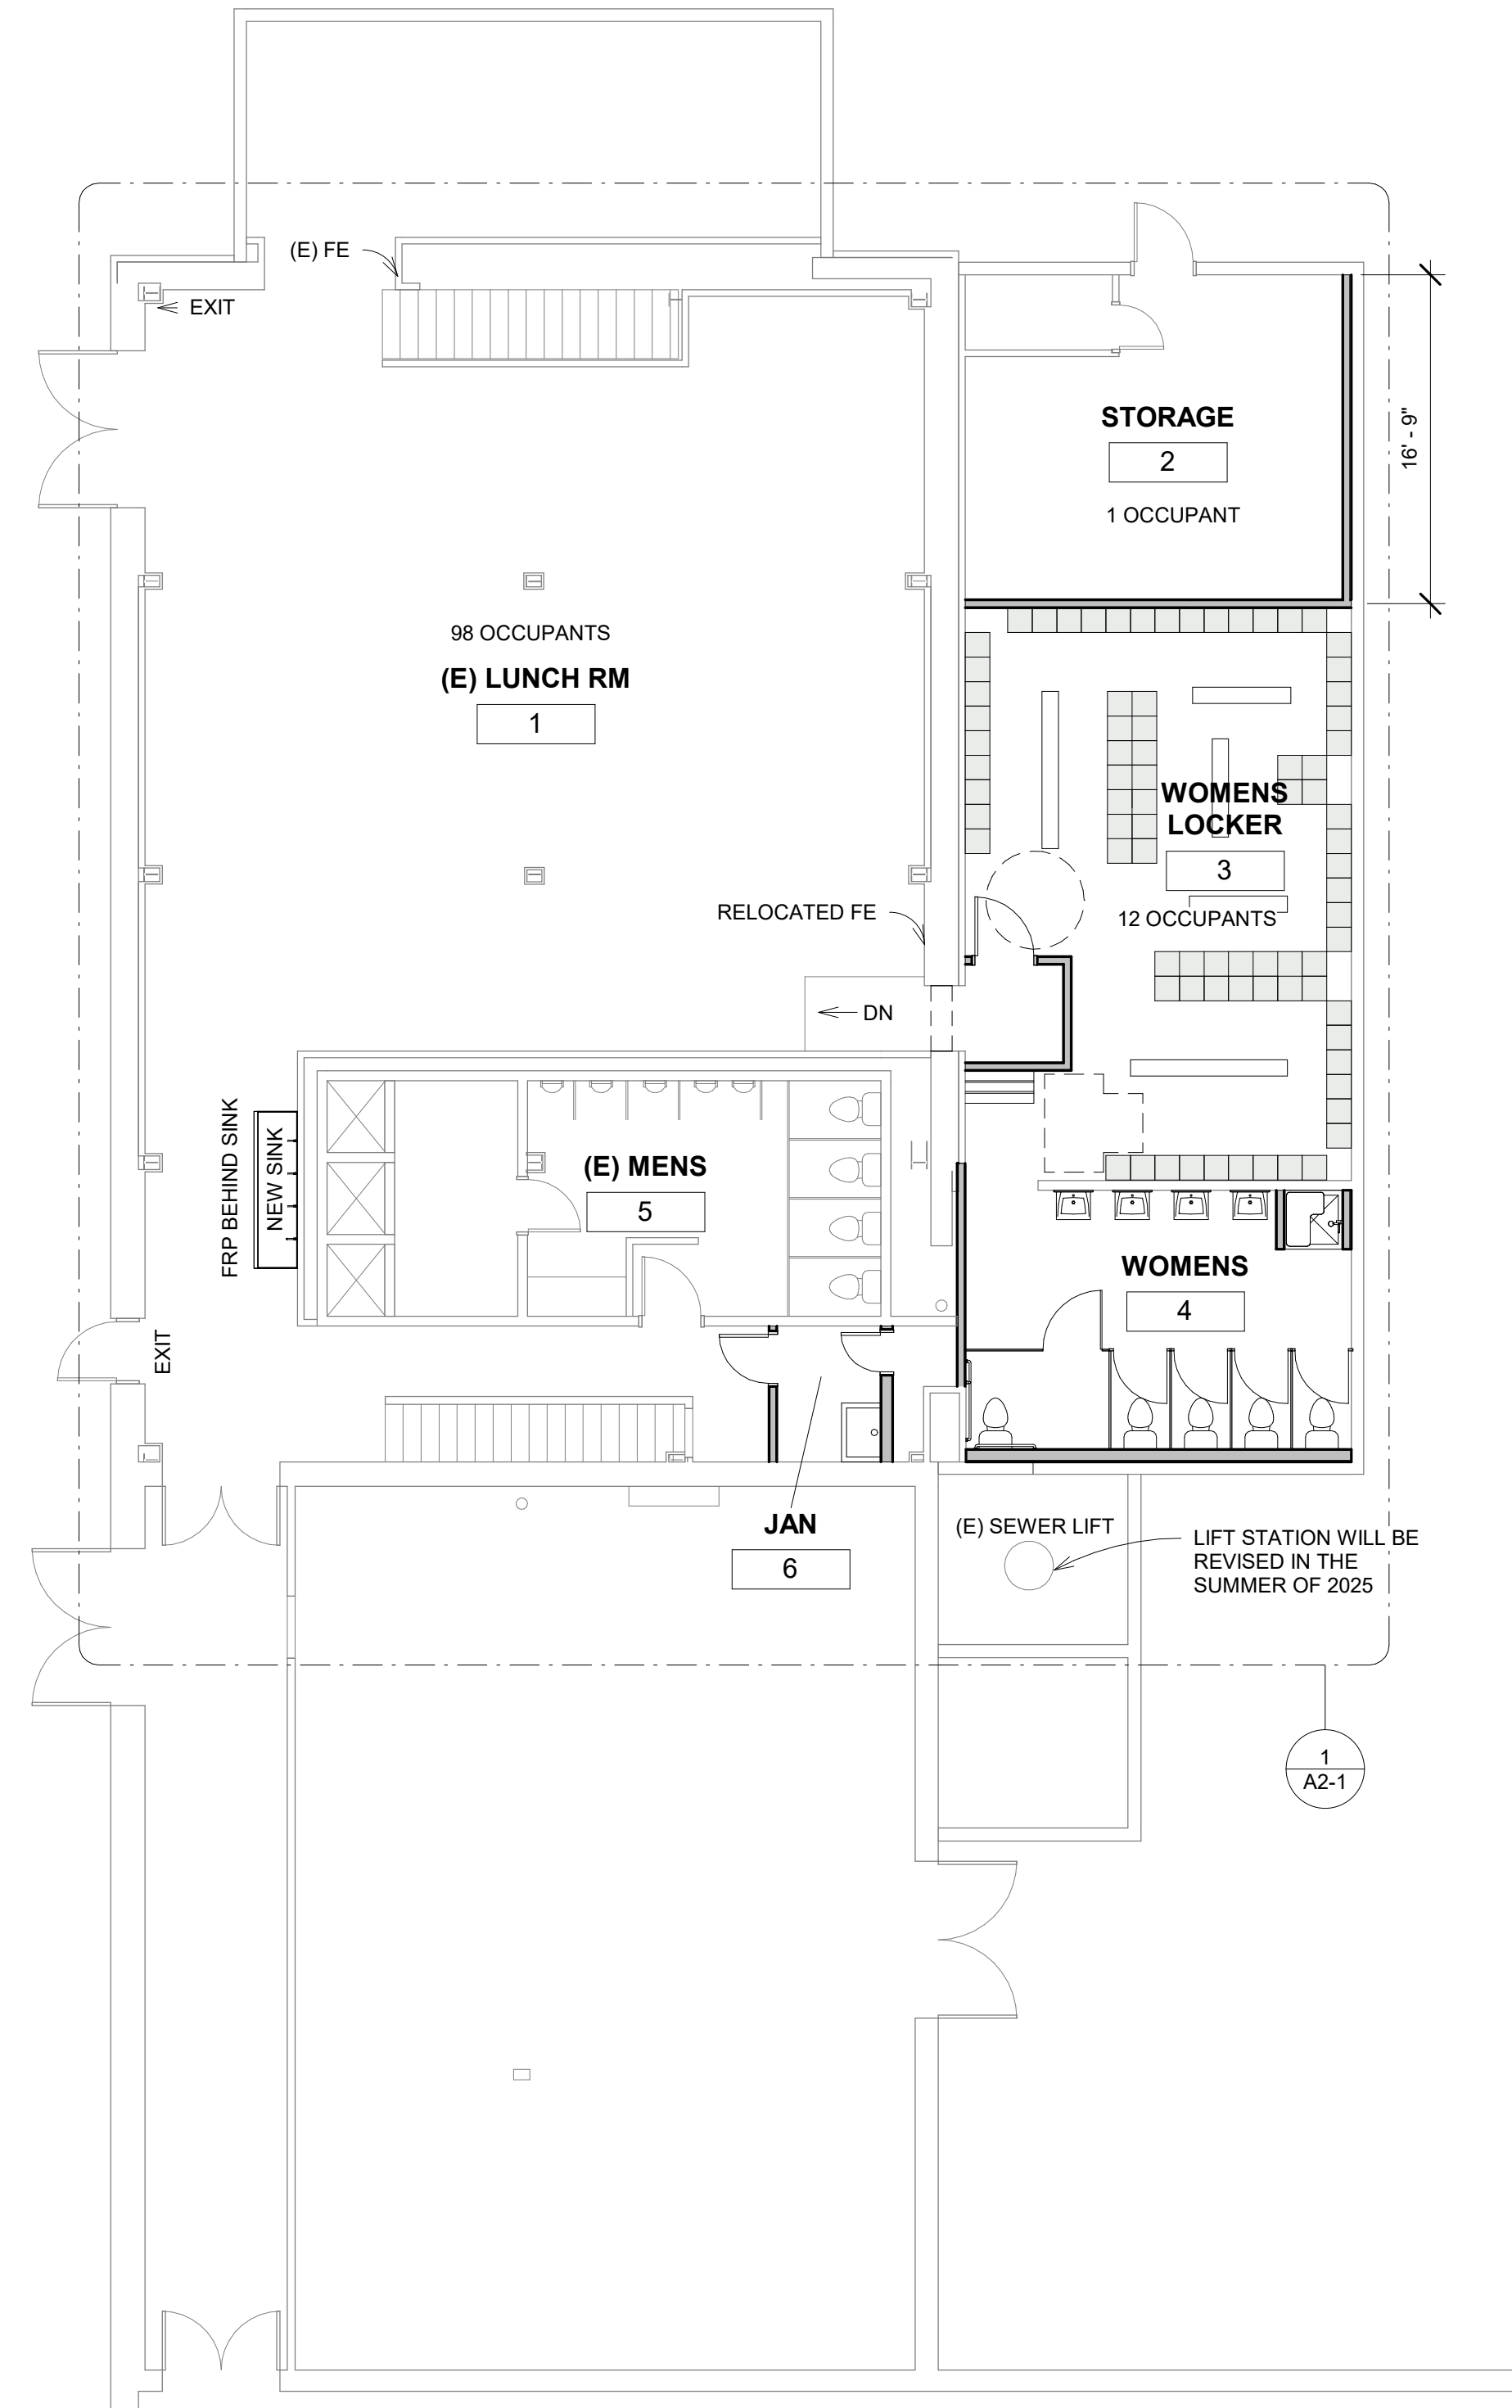 (E) FE
EXIT
STORAGE
2
1 OCCUPANT
16' - 9"
98 OCCUPANTS
(E) LUNCH RM
1
WOMENS
LOCKER
3
12 OCCUPANTS
RELOCATED FE
DN
FRP BEHIND SINK
NEW SINK
(E) MENS
5
WOMENS
4
EXIT
JAN
6
(E) SEWER LIFT
LIFT STATION WILL BE
REVISED IN THE
SUMMER OF 2025
1
A2-1